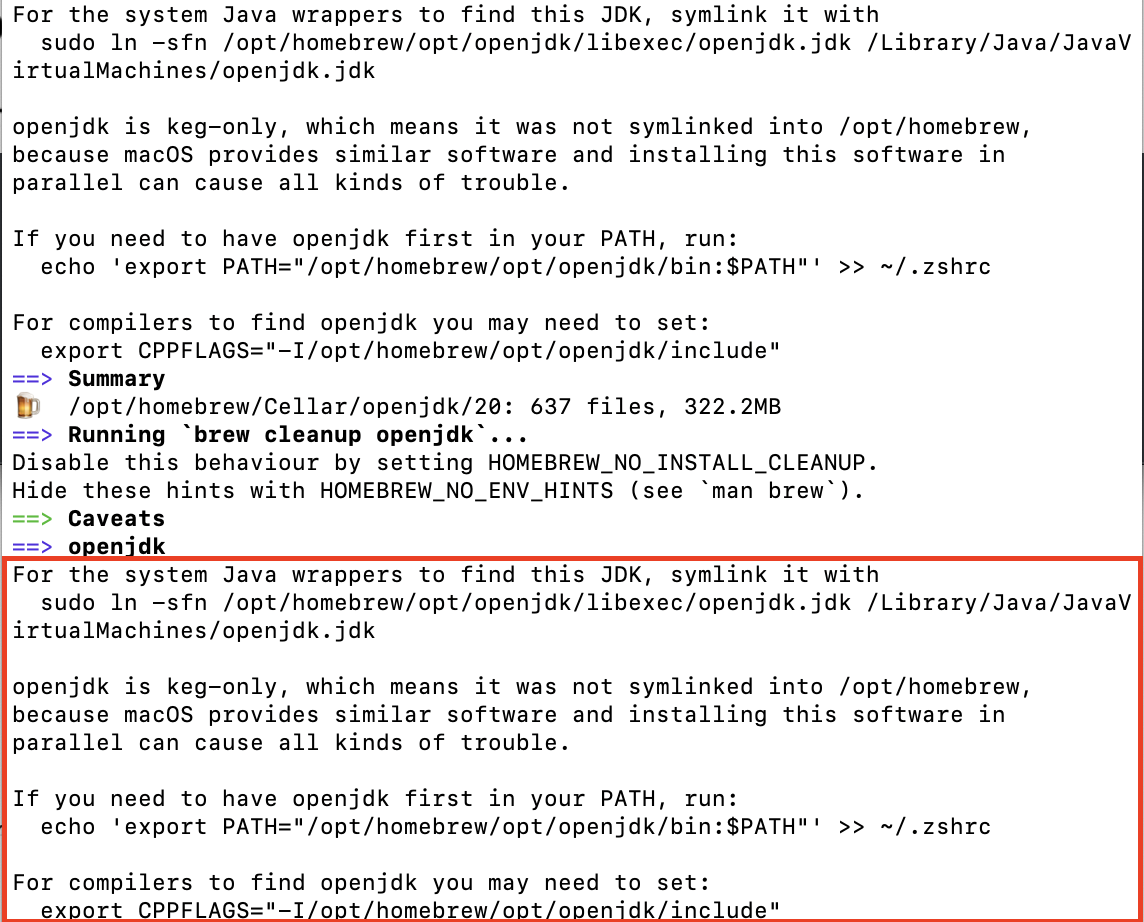 For the system Java wrappers to find this JDK, symlink it with
  sudo ln -sfn /opt/homebrew/opt/openjdk/libexec/openjdk.jdk /Library/Java/JavaV
irtualMachines/openjdk.jdk

openjdk is keg-only, which means it was not symlinked into /opt/homebrew,
because macOS provides similar software and installing this software in
parallel can cause all kinds of trouble.

If you need to have openjdk first in your PATH, run:
  echo 'export PATH="/opt/homebrew/opt/openjdk/bin:$PATH"' >> ~/.zshrc

For compilers to find openjdk you may need to set:
  export CPPFLAGS="-I/opt/homebrew/opt/openjdk/include"
==> Summary
🍺  /opt/homebrew/Cellar/openjdk/20: 637 files, 322.2MB
==> Running `brew cleanup openjdk`...
Disable this behaviour by setting HOMEBREW_NO_INSTALL_CLEANUP.
Hide these hints with HOMEBREW_NO_ENV_HINTS (see `man brew`).
==> Caveats
==> openjdk
For the system Java wrappers to find this JDK, symlink it with
  sudo ln -sfn /opt/homebrew/opt/openjdk/libexec/openjdk.jdk /Library/Java/JavaV
irtualMachines/openjdk.jdk

openjdk is keg-only, which means it was not symlinked into /opt/homebrew,
because macOS provides similar software and installing this software in
parallel can cause all kinds of trouble.

If you need to have openjdk first in your PATH, run:
  echo 'export PATH="/opt/homebrew/opt/openjdk/bin:$PATH"' >> ~/.zshrc

For compilers to find openjdk you may need to set:
  export CPPFLAGS="-I/opt/homebrew/opt/openjdk/include"